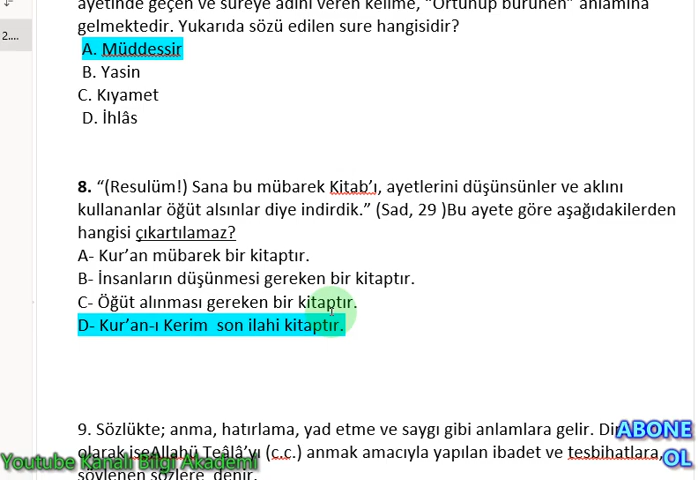 ayetinde geçen ve sureye adını veren kelime, “Örtünüp bürünen” anlamına
gelmektedir. Yukarıda sözü edilen sure hangisidir?
2....
A. Müddessir
B. Yasin
C. Kıyamet
D. İhlâs
8. “(Resulüm!) Sana bu mübarek Kitab’ı, ayetlerini düşünsünler ve aklını
kullananlar öğüt alsınlar diye indirdik.” (Sad, 29 )Bu ayete göre aşağıdakilerden
hangisi çıkartılamaz?
A- Kur’an mübarek bir kitaptır.
B- İnsanların düşünmesi gereken bir kitaptır.
C- Öğüt alınması gereken bir kitaptır.
D- Kur’an-ı Kerim son ilahi kitaptır.
9. Sözlükte; anma, hatırlama, yad etme ve saygı gibi anlamlara gelir.
ABONE
olarak iseAllahü Teâlâ’yı (c.c.) anmak amacıyla yapılan ibadet ve tesbihatlara,
OL
Youtube Kanalı Bilgi Akademi
söylenen sözlere denir.